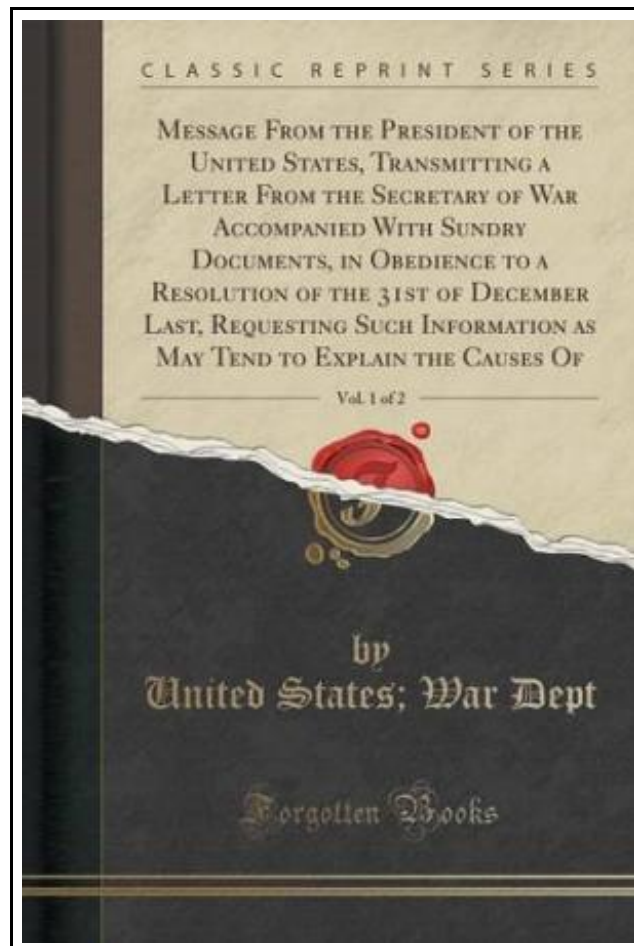 CLASSIC REPRINT SERIES
MESSAGE FROM THE PRESIDENT OF THE
UNITED STATES, TRANSMITTING A
LETTER FROM THE SECRETARY OF WAR
ACCOMPANIED WITH SUNDRY
DOCUMENTS, IN OBEDIENCE TO A
RESOLUTION OF THE 31ST OF DECEMBER
LAST, REQUESTING SUCH INFORMATION AS
MAY TEND TO EXPLAIN THE CAUSES OF
Vol. 1 of 2
by
United States; War Dept
Forgotten Books